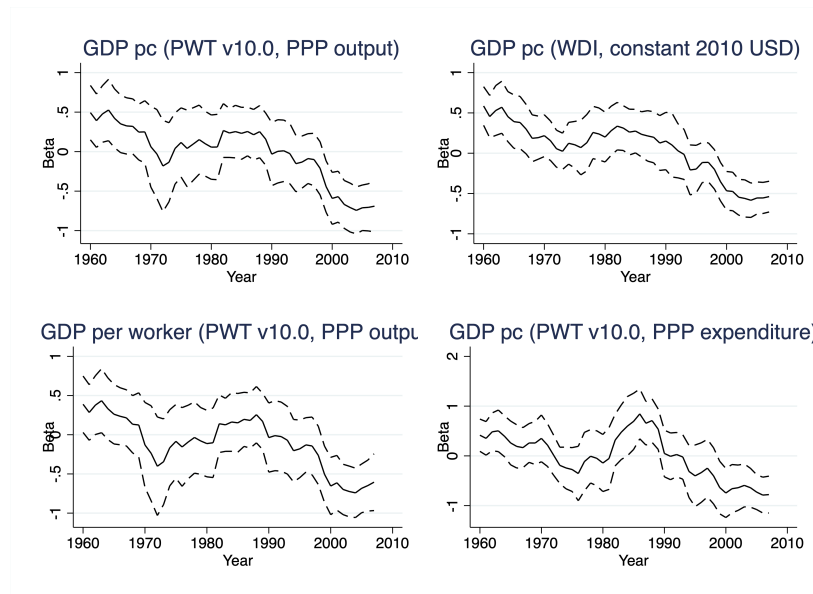 GDP pc (PWT v10.0, PPP output)
1
.5
0
-.5
-1
Beta
1960 1970 1980 1990 2000 2010
Year
GDP pc (WDI, constant 2010 USD)
1
.5
0
-.5
-1
Beta
1960 1970 1980 1990 2000 2010
Year
GDP per worker (PWT v10.0, PPP outpu
1
.5
0
-.5
-1
Beta
1960 1970 1980 1990 2000 2010
Year
GDP pc (PWT v10.0, PPP expenditure)
2
1
0
-1
Beta
1960 1970 1980 1990 2000 2010
Year